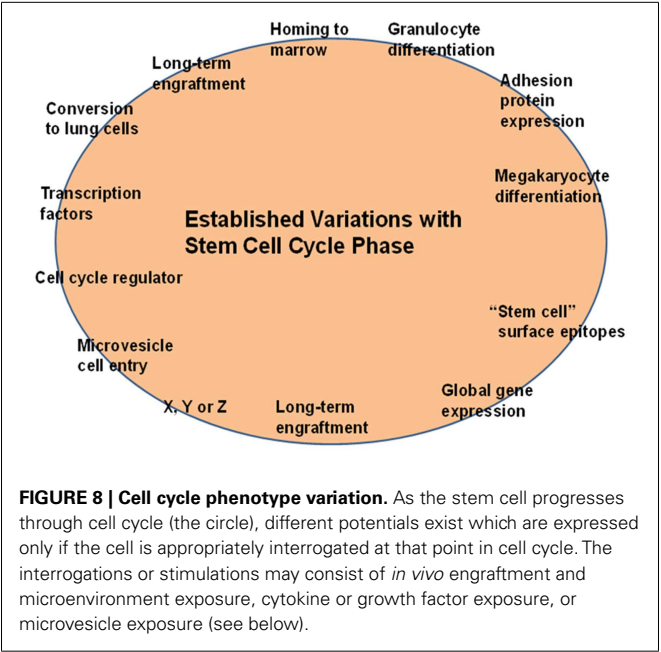 Homing to
marrow
Granulocyte
differentiation
Long-term
engraftment
Adhesion
protein
expression
Conversion
to lung cells
Megakaryocyte
differentiation
Transcription
factors
Established Variations with
Stem Cell Cycle Phase
Cell cycle regulator
“Stem cell”
surface epitopes
Microvesicle
cell entry
Global gene
expression
X, Y or Z
Long-term
engraftment
FIGURE 8 | Cell cycle phenotype variation. As the stem cell progresses
through cell cycle (the circle), different potentials exist which are expressed
only if the cell is appropriately interrogated at that point in cell cycle. The
interrogations or stimulations may consist of in vivo engraftment and
microenvironment exposure, cytokine or growth factor exposure, or
microvesicle exposure (see below).